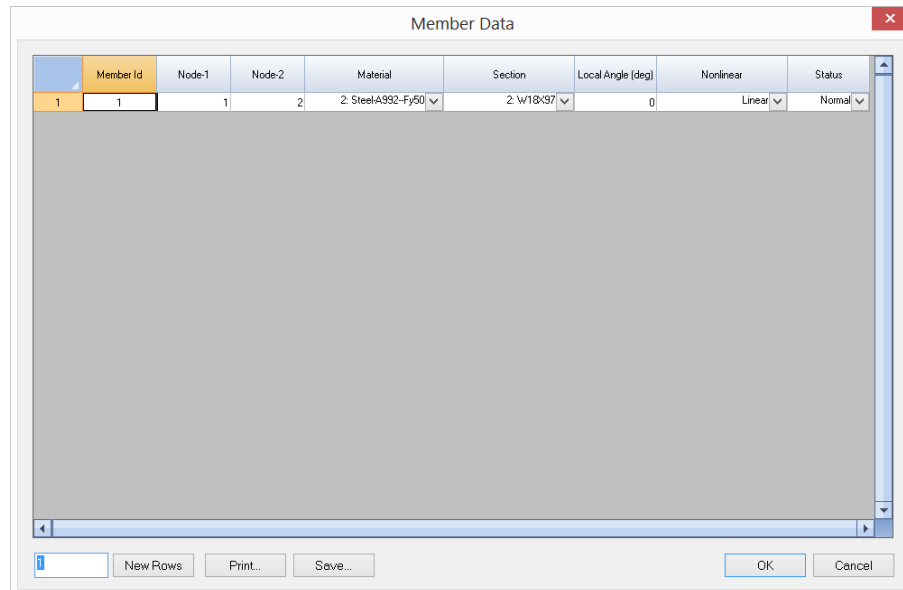 Member Data
Member Id Node-1 Node-2 Material Section Local Angle (deg) Nonlinear Status
1 1 1 2 2: Steel-A992--Fy50 2: W18X97 0 Linear Normal
1 New Rows Print... Save... OK Cancel